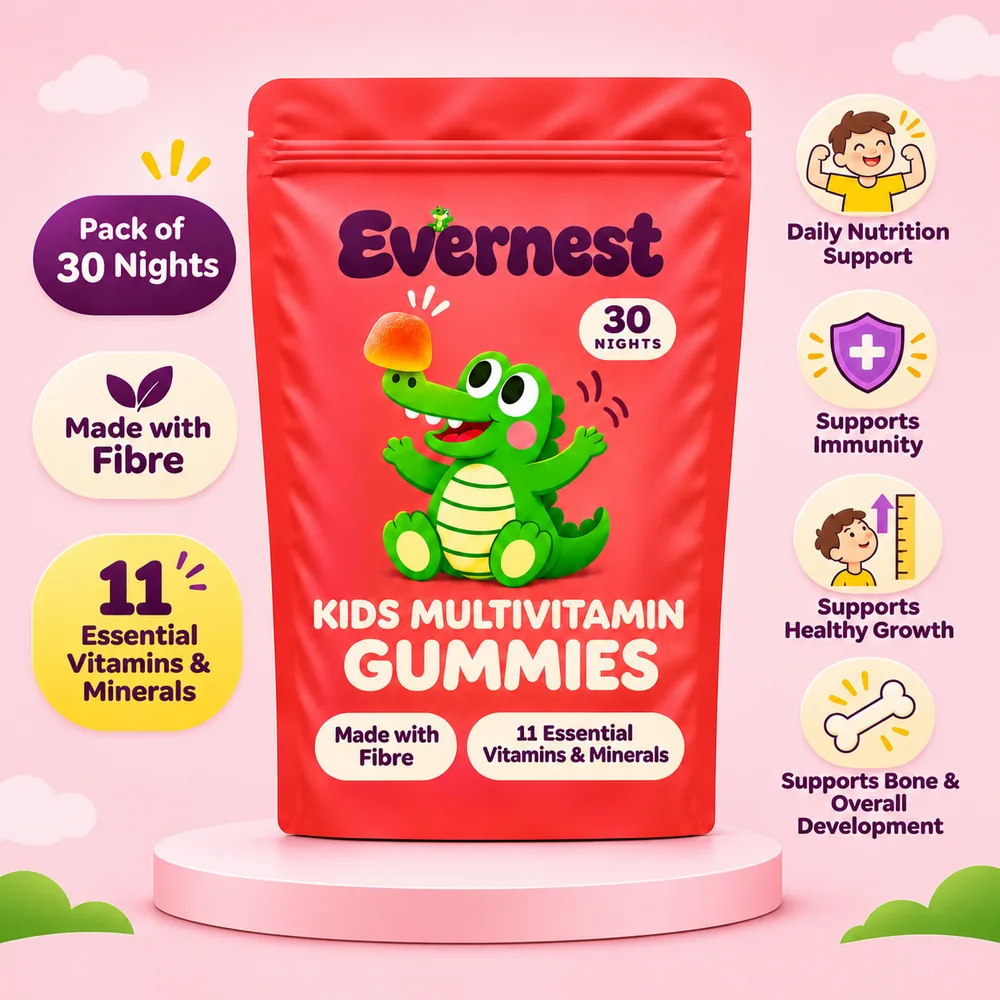 Pack of
30 Nights
Made with
Fibre
11
Essential
Vitamins &
Minerals
Evernest
30
NIGHTS
KIDS MULTIVITAMIN
GUMMIES
Made with
Fibre
11 Essential
Vitamins & Minerals
Daily Nutrition
Support
Supports
Immunity
Supports
Healthy Growth
Supports Bone &
Overall
Development